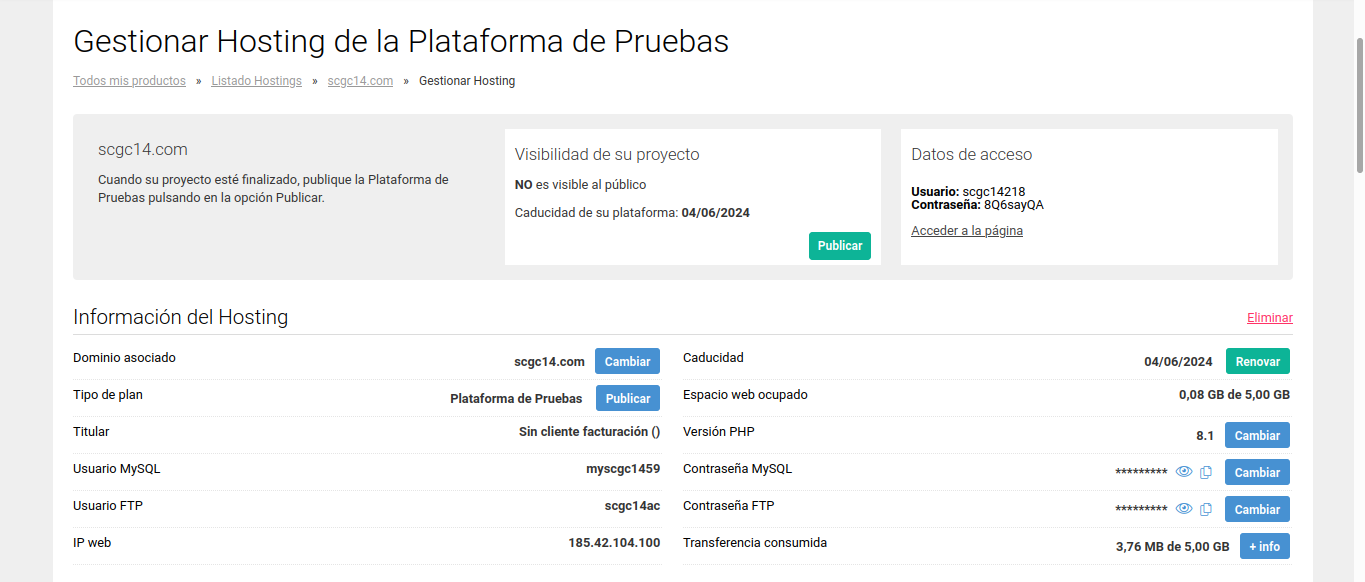 Gestionar Hosting de la Plataforma de Pruebas
Todos mis productos » Listado Hostings » scgc14.com » Gestionar Hosting
scgc14.com
Cuando su proyecto esté finalizado, publique la Plataforma de
Pruebas pulsando en la opción Publicar.
Visibilidad de su proyecto
NO es visible al público
Caducidad de su plataforma: 04/06/2024
Publicar
Datos de acceso
Usuario: scgc14218
Contraseña: 8Q6sayQA
Acceder a la página
Información del Hosting
Eliminar
Dominio asociado scgc14.com Cambiar
Caducidad 04/06/2024 Renovar
Tipo de plan Plataforma de Pruebas Publicar
Espacio web ocupado 0,08 GB de 5,00 GB
Titular Sin cliente facturación ()
Versión PHP 8.1 Cambiar
Usuario MySQL myscgc1459
Contraseña MySQL ********* Cambiar
Usuario FTP scgc14ac
Contraseña FTP ********* Cambiar
IP web 185.42.104.100
Transferencia consumida 3,76 MB de 5,00 GB + info